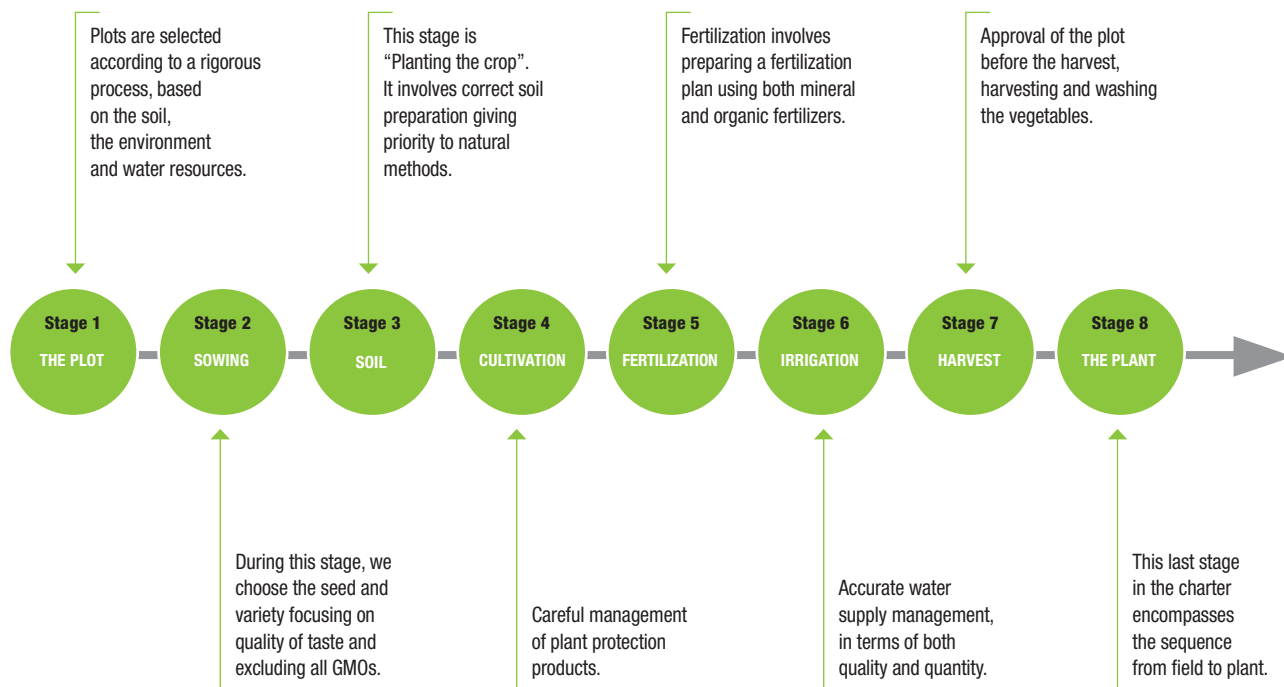 Plots are selected
according to a rigorous
process, based
on the soil,
the environment
and water resources.
This stage is
“Planting the crop”.
It involves correct soil
preparation giving
priority to natural
methods.
Fertilization involves
preparing a fertilization
plan using both mineral
and organic fertilizers.
Approval of the plot
before the harvest,
harvesting and washing
the vegetables.
Stage 1
THE PLOT
Stage 2
SOWING
Stage 3
SOIL
Stage 4
CULTIVATION
Stage 5
FERTILIZATION
Stage 6
IRRIGATION
Stage 7
HARVEST
Stage 8
THE PLANT
During this stage, we
choose the seed and
variety focusing on
quality of taste and
excluding all GMOs.
Careful management
of plant protection
products.
Accurate water
supply management,
in terms of both
quality and quantity.
This last stage
in the charter
encompasses
the sequence
from field to plant.